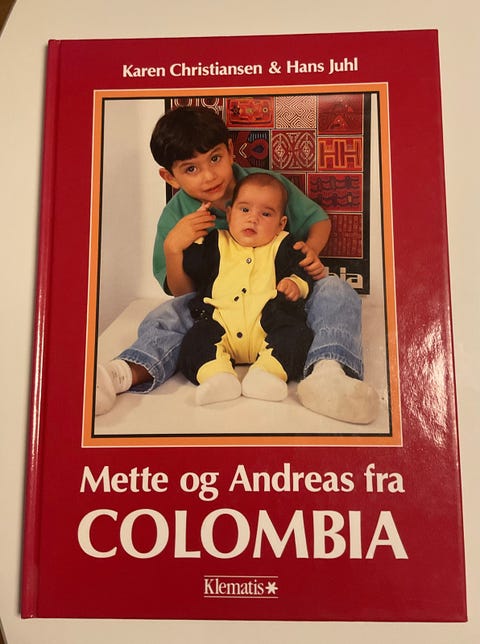 Karen Christiansen & Hans Juhl
Mette og Andreas fra
COLOMBIA
Klematis